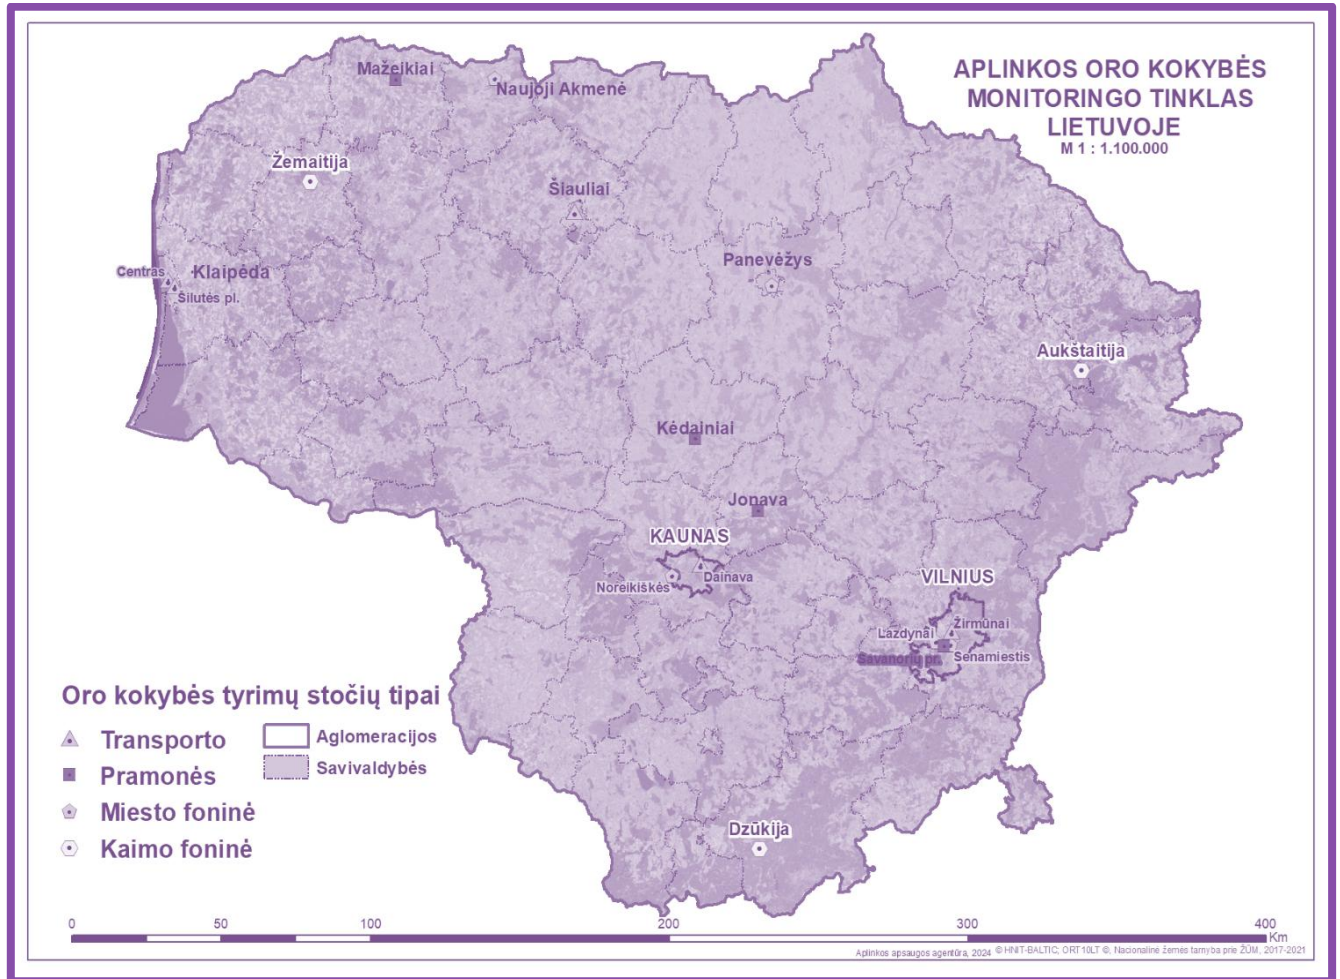 APLINKOS ORO KOKYBĖS
MONITORINGO TINKLAS
LIETUVOJE
M 1 : 1.100.000
Mažeikiai
Naujoji Akmenė
Žemaitija
Šiauliai
Centras
Klaipėda
Šilutės pl.
Panevėžys
Aukštaitija
Kėdainiai
Jonava
KAUNAS
Noreikiškės
Dainava
VILNIUS
Lazdynai
Žirmūnai
Savanorių pr.
Senamiestis
Dzūkija
Oro kokybės tyrimų stočių tipai
Transporto
Pramonės
Miesto foninė
Kaimo foninė
Aglomeracijos
Savivaldybės
0 50 100 200 300 400
Km
Aplinkos apsaugos agentūra, 2024 © HNIT-BALTIC; ORT10LT ©, Nacionalinė žemės tarnyba prie ŽŪM, 2017-2021